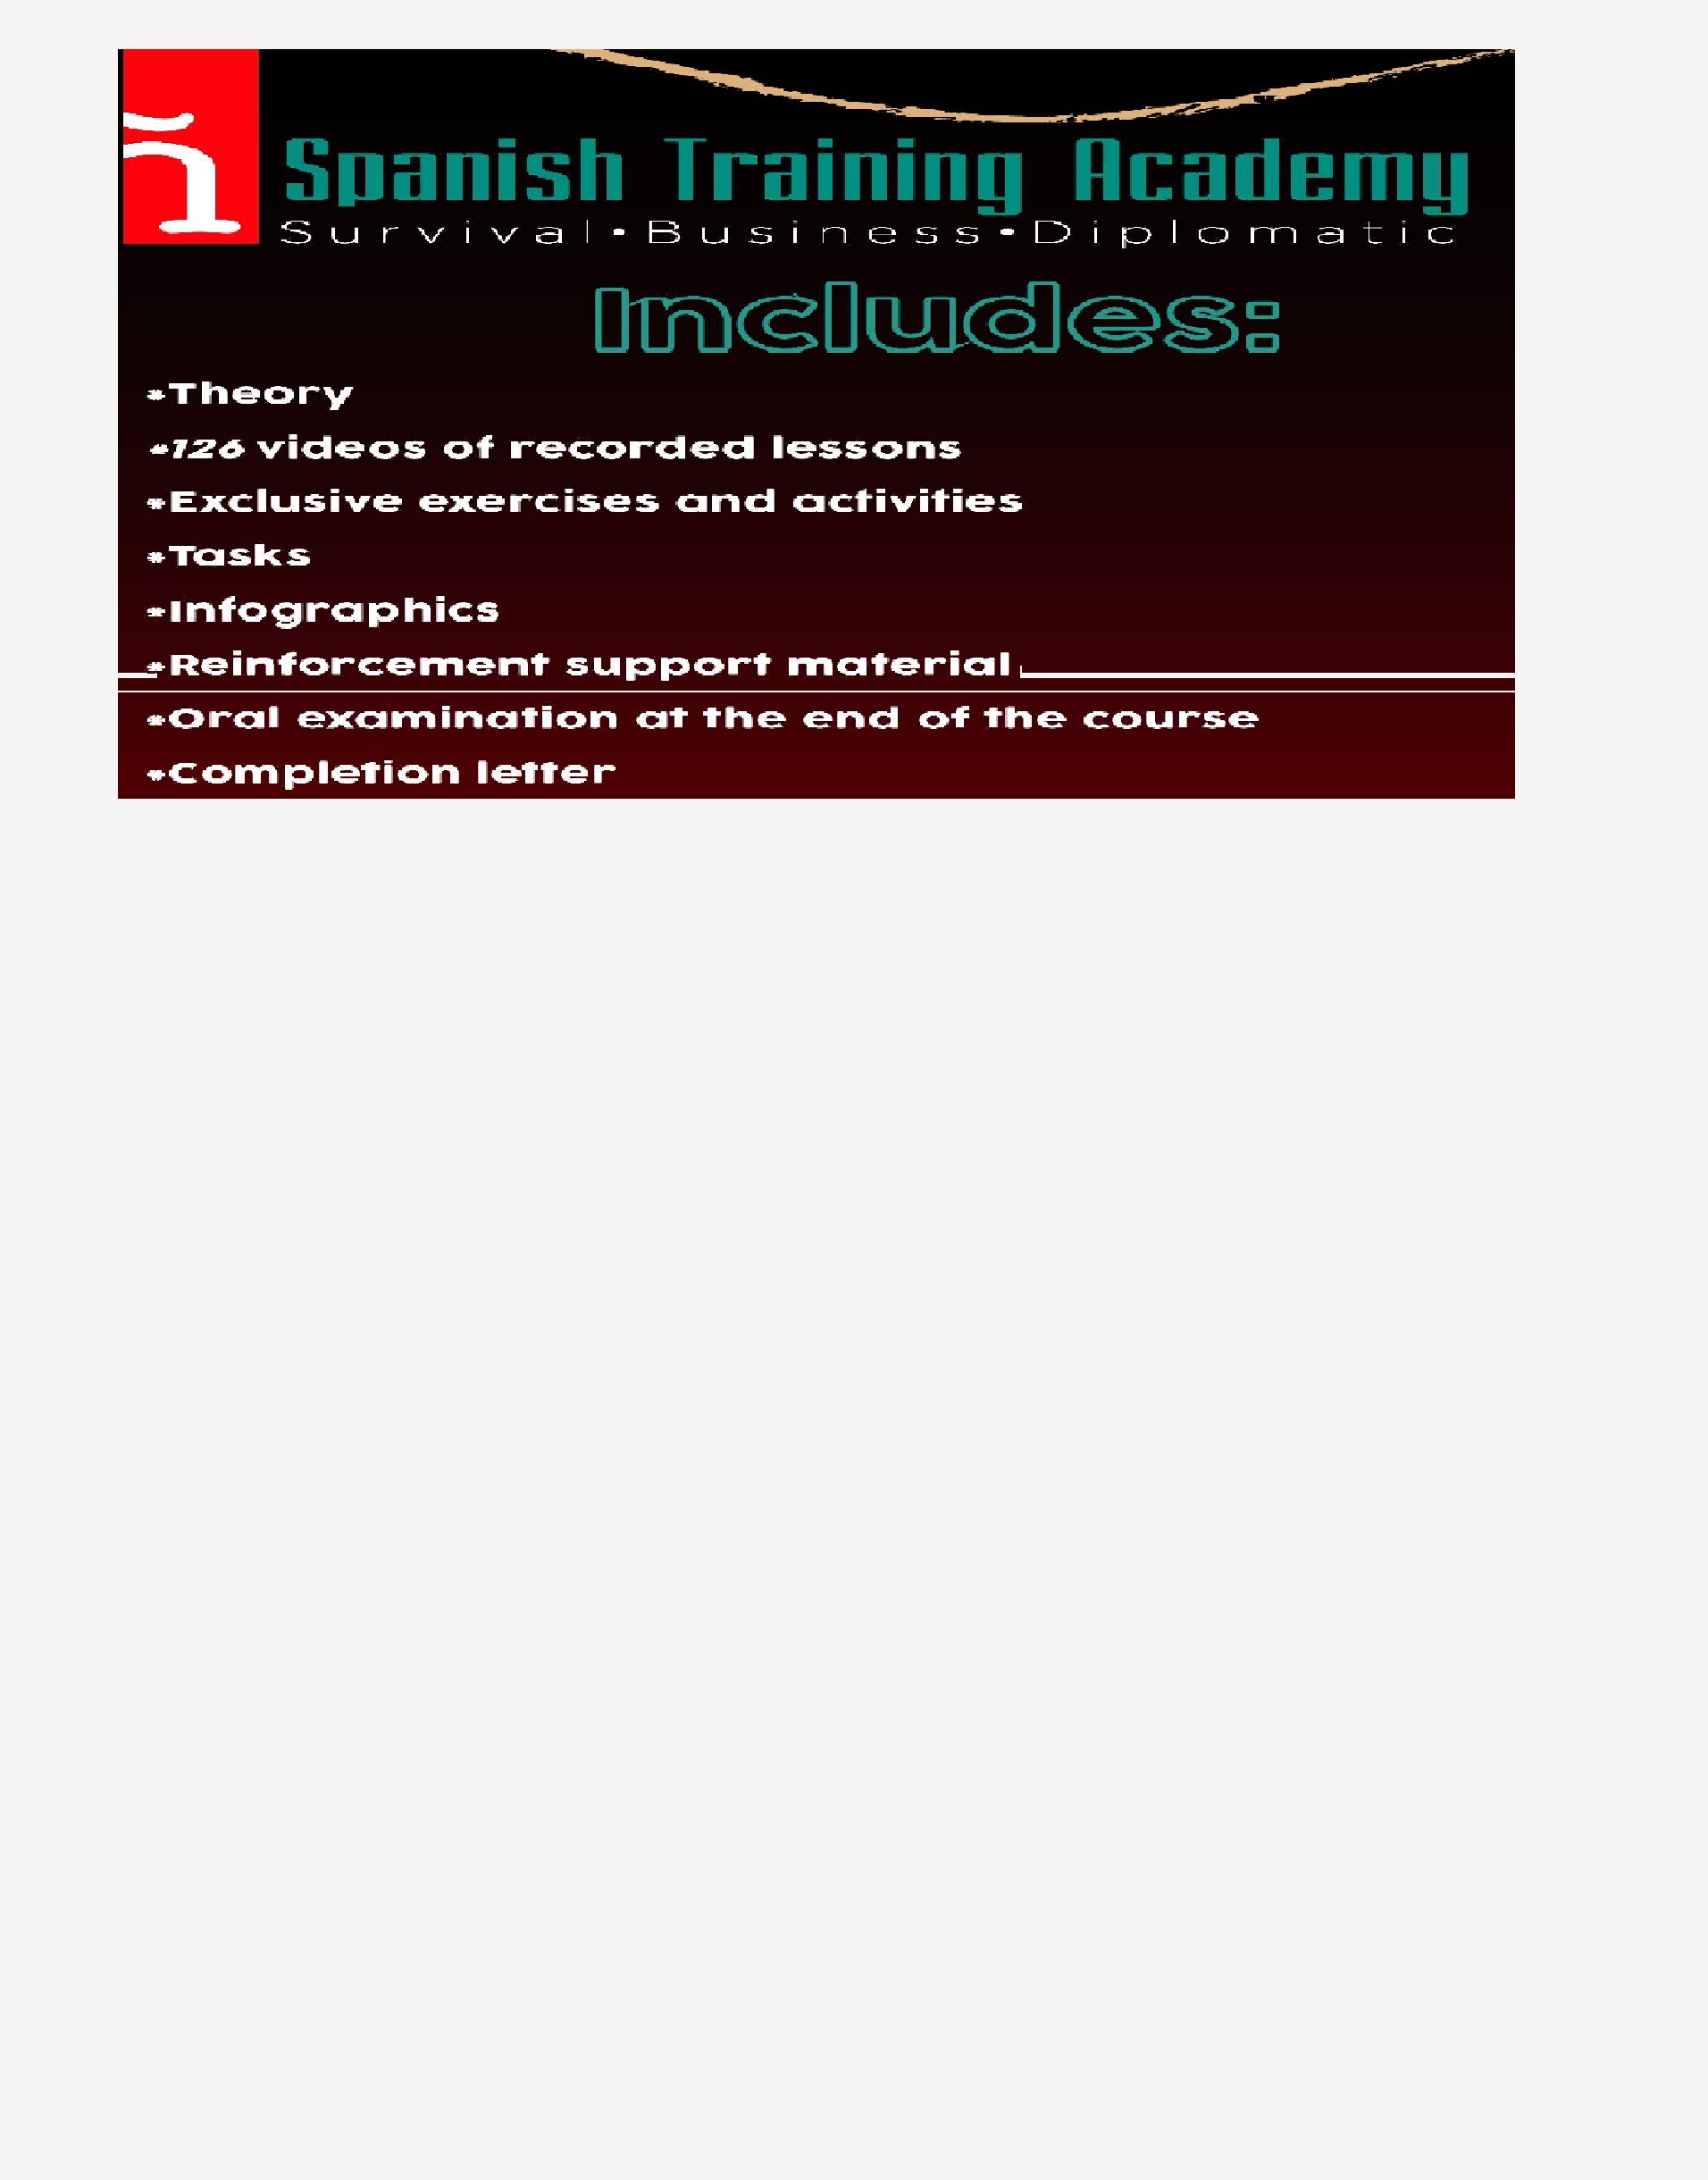 ñ
Spanish Training Academy
Survival•Business•Diplomatic
Includes:
*Theory
*126 videos of recorded lessons
*Exclusive exercises and activities
*Tasks
*Infographics
*Reinforcement support material
*Oral examination at the end of the course
*Completion letter